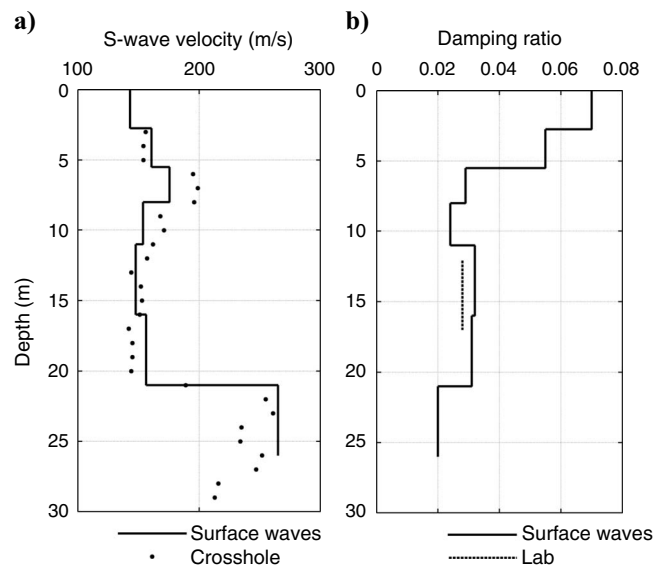 a)
S-wave velocity (m/s)
100 200 300
0
5
10
15
20
25
30
Depth (m)
Surface waves
Crosshole
b)
Damping ratio
0 0.02 0.04 0.06 0.08
0
5
10
15
20
25
30
Surface waves
Lab